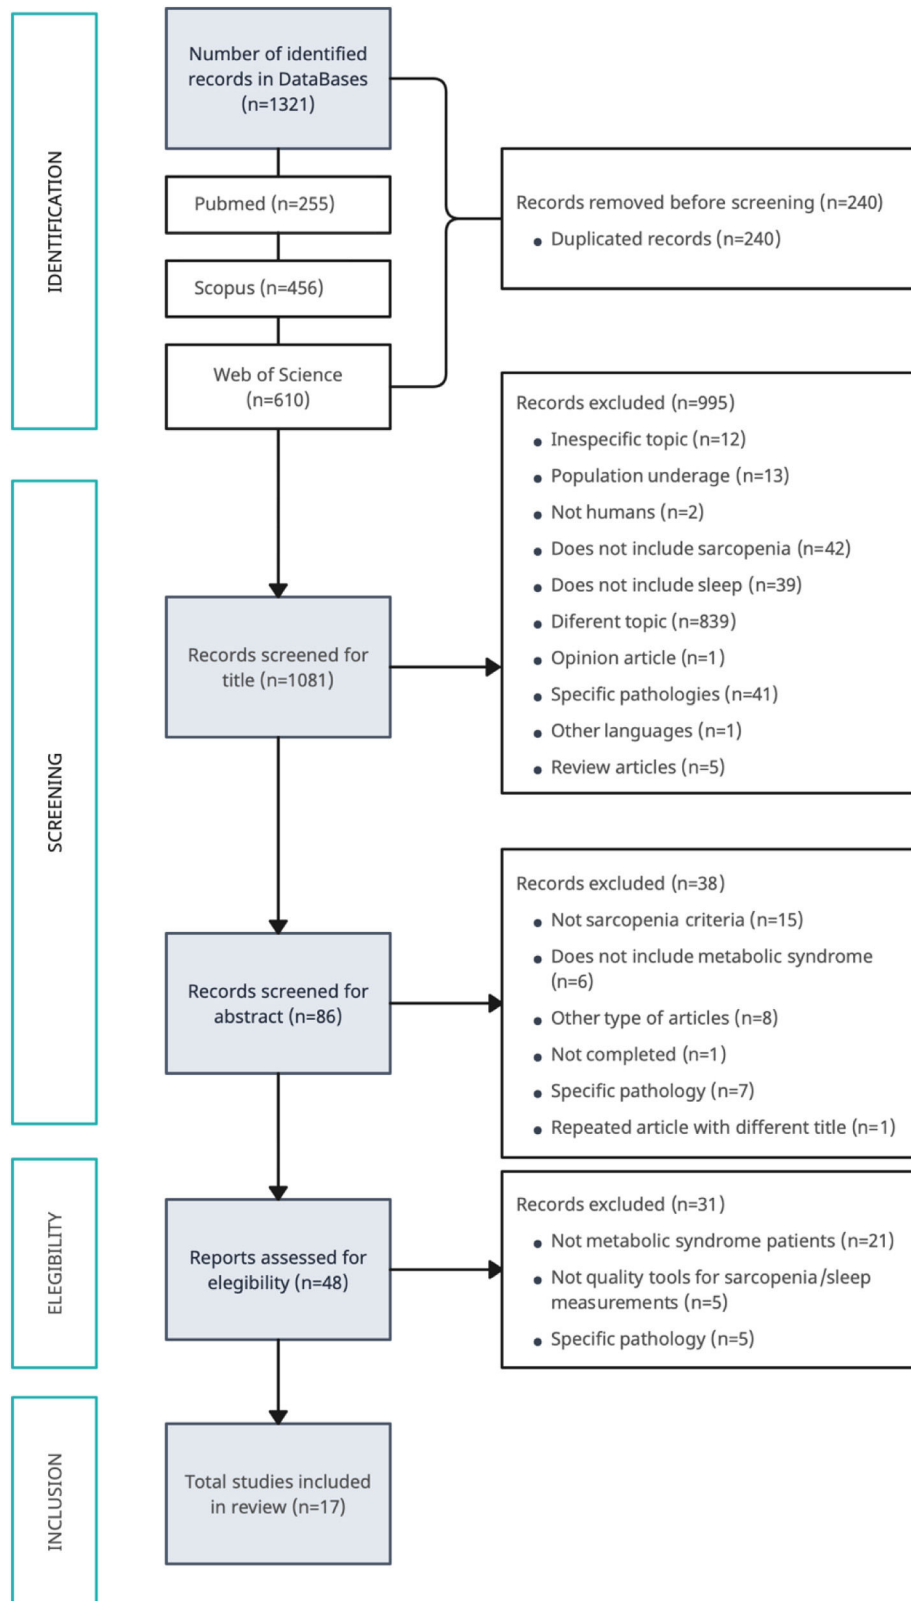 IDENTIFICATION
Number of identified
records in DataBases
(n=1321)
Pubmed (n=255)
Scopus (n=456)
Web of Science
(n=610)
Records removed before screening (n=240)
• Duplicated records (n=240)
SCREENING
Records screened for
title (n=1081)
Records excluded (n=995)
• Inespecific topic (n=12)
• Population underage (n=13)
• Not humans (n=2)
• Does not include sarcopenia (n=42)
• Does not include sleep (n=39)
• Diferent topic (n=839)
• Opinion article (n=1)
• Specific pathologies (n=41)
• Other languages (n=1)
• Review articles (n=5)
Records screened for
abstract (n=86)
Records excluded (n=38)
• Not sarcopenia criteria (n=15)
• Does not include metabolic syndrome
(n=6)
• Other type of articles (n=8)
• Not completed (n=1)
• Specific pathology (n=7)
• Repeated article with different title (n=1)
ELEGIBILITY
Reports assessed for
elegibility (n=48)
Records excluded (n=31)
• Not metabolic syndrome patients (n=21)
• Not quality tools for sarcopenia/sleep
measurements (n=5)
• Specific pathology (n=5)
INCLUSION
Total studies included
in review (n=17)